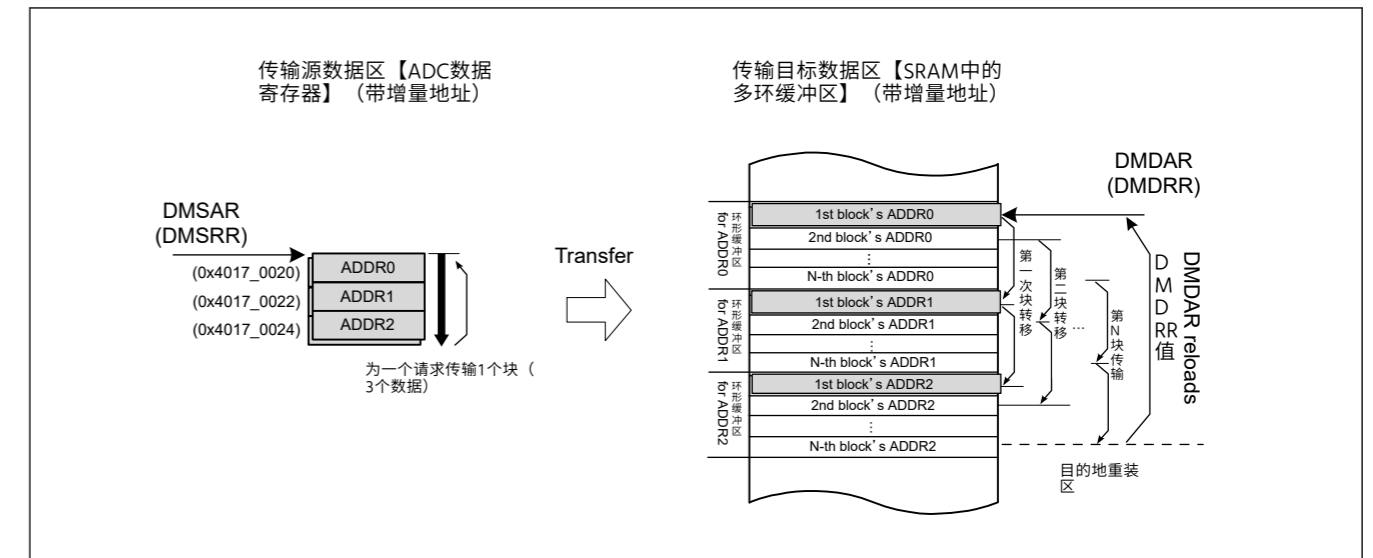 传输源数据区【ADC数据
寄存器】（带增量地址）
传输目标数据区【SRAM中的
多环缓冲区】（带增量地址）
DMSAR
(DMSRR)
(0x4017_0020)
(0x4017_0022)
(0x4017_0024)
ADDR0
ADDR1
ADDR2
为一个请求传输1个块（
3个数据）
Transfer
环形缓冲区
for ADDR0
1st block's ADDR0
2nd block's ADDR0
⋮
N-th block's ADDR0
环形缓冲区
for ADDR1
1st block's ADDR1
2nd block's ADDR1
⋮
N-th block's ADDR1
环形缓冲区
for ADDR2
1st block's ADDR2
2nd block's ADDR2
⋮
N-th block's ADDR2
第一次块转移
第二块转移
…
第N块传输
DMDAR
(DMDRR)
DMDRR值
DMDAR reloads
目的地重装
区